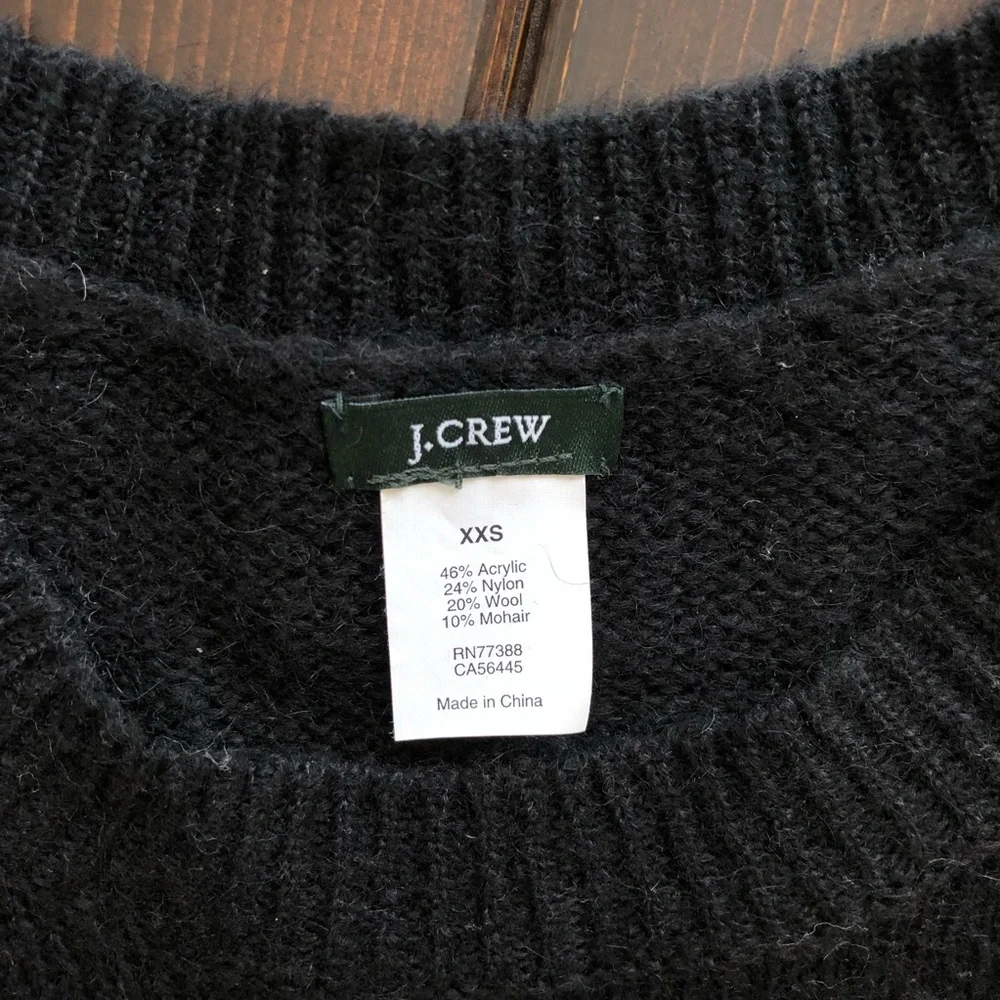 J.CREW
XXS
46% Acrylic
24% Nylon
20% Wool
10% Mohair
RN77388
CA56445
Made in China